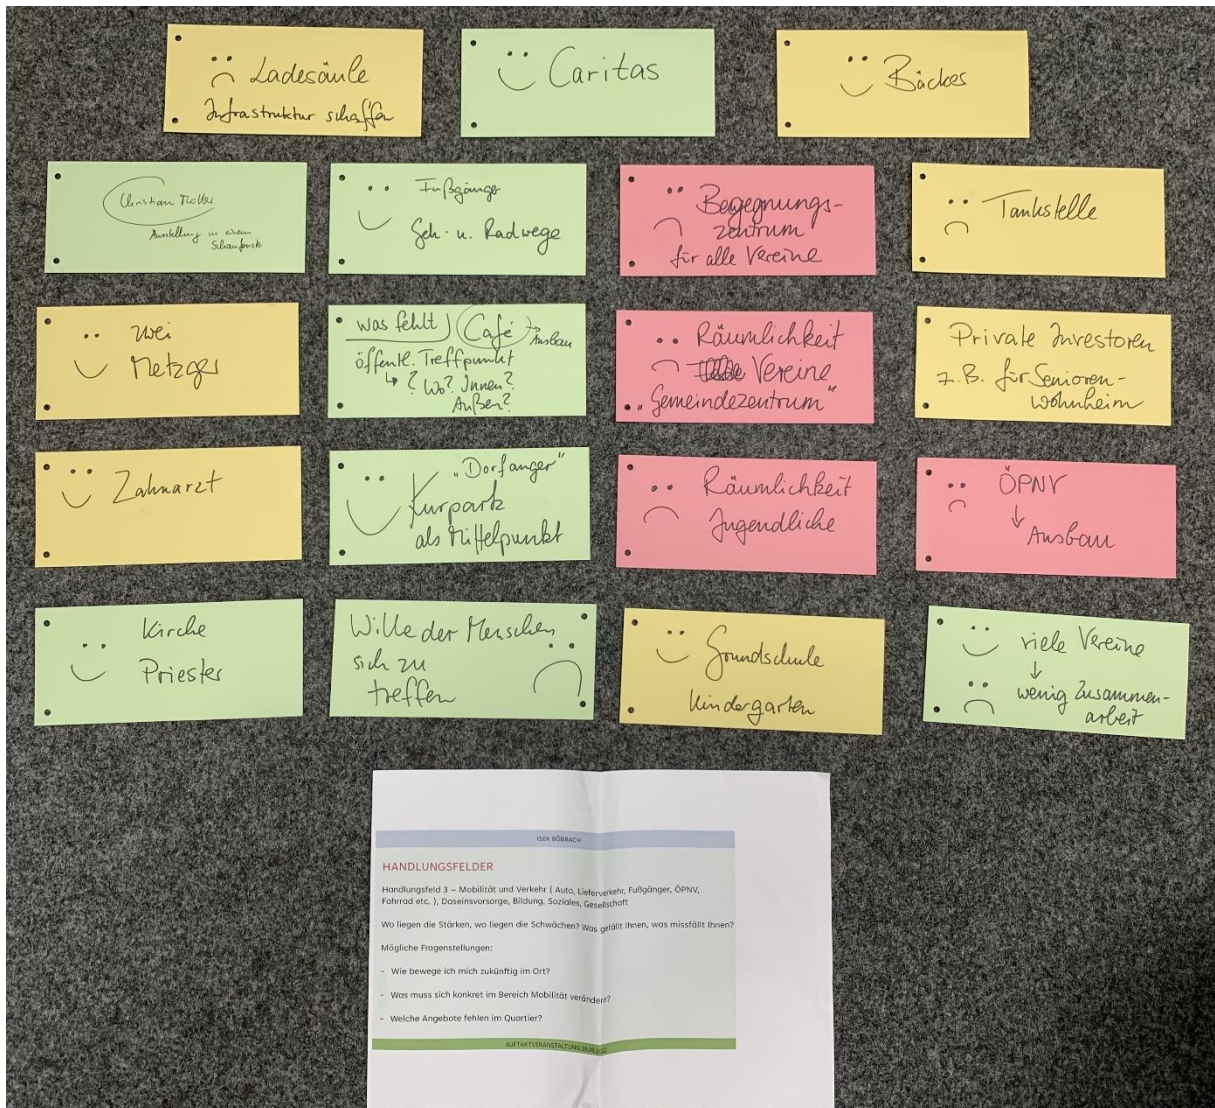 Ladesäule
Infrastruktur schaffen
Caritas
Bäcker
Christian
Ausstellung in einem
Fußgänger
Geh- u. Radwege
Begegnungs-
zentrum
für alle Vereine
Tankstelle
zwei
Metzger
was fehlt Café → Ausbau
öffentl. Treffpunkt
↳ ? Wo? Innen?
Außen?
Räumlichkeit
Vereine
"Gemeindezentrum"
Private Investoren
z.B. für Senioren-
wohnheim
Zahnarzt
"Dorfanger"
Kurpark
als Mittelpunkt
Räumlichkeit
Jugendliche
ÖPNV
↓
Ausbau
Kirche
Priester
Wille der Menschen
sich zu
treffen
Grundschule
Kindergarten
viele Vereine
↓
wenig Zusammen-
arbeit
ISEK BÖBRACH
HANDLUNGSFELDER
Handlungsfeld 3 – Mobilität und Verkehr ( Auto, Lieferverkehr, Fußgänger, ÖPNV,
Fahrrad etc. ), Daseinsvorsorge, Bildung, Soziales, Gesellschaft
Wo liegen die Stärken, wo liegen die Schwächen? Was gefällt Ihnen, was missfällt Ihnen?
Mögliche Fragenstellungen:
- Wie bewege ich mich zukünftig im Ort?
- Was muss sich konkret im Bereich Mobilität verändern?
- Welche Angebote fehlen im Quartier?
AUFTAKTVERANSTALTUNG